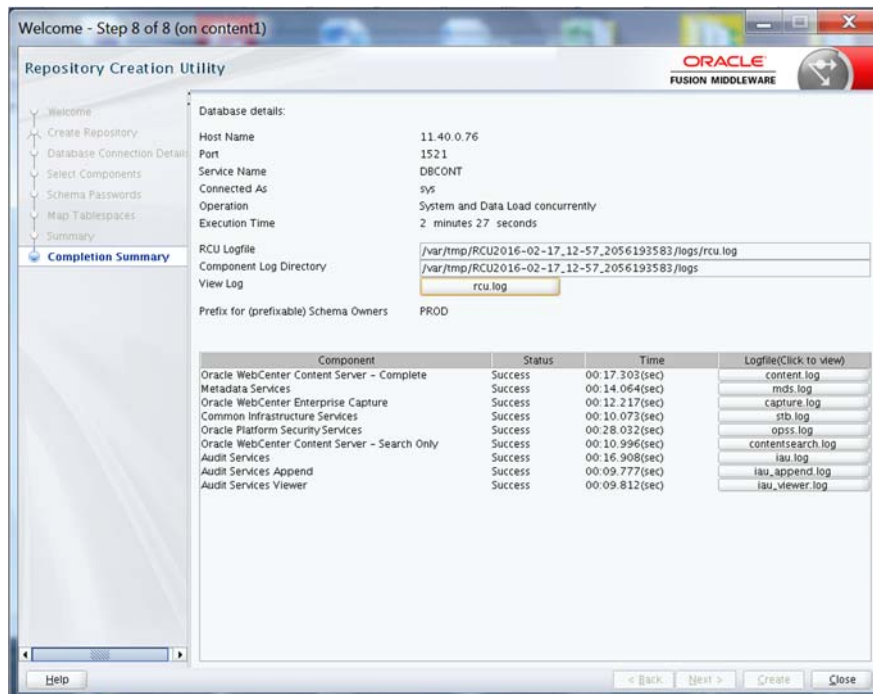 Welcome - Step 8 of 8 (on content1)
Repository Creation Utility
ORACLE
FUSION MIDDLEWARE
Welcome
Create Repository
Database Connection Details
Select Components
Schema Passwords
Map Tablespaces
Summary
Completion Summary
Database details:
Host Name 11.40.0.76
Port 1521
Service Name DBCONT
Connected As sys
Operation System and Data Load concurrently
Execution Time 2 minutes 27 seconds
RCU Logfile /var/tmp/RCU2016-02-17_12-57_2056193583/logs/rcu.log
Component Log Directory /var/tmp/RCU2016-02-17_12-57_2056193583/logs
View Log rcu.log
Prefix for (prefixable) Schema Owners PROD
Component Status Time Logfile(Click to view)
Oracle WebCenter Content Server - Complete Success 00:17.303(sec) content.log
Metadata Services Success 00:14.064(sec) mds.log
Oracle WebCenter Enterprise Capture Success 00:12.217(sec) capture.log
Common Infrastructure Services Success 00:10.073(sec) stb.log
Oracle Platform Security Services Success 00:28.032(sec) opss.log
Oracle WebCenter Content Server - Search Only Success 00:10.996(sec) contentsearch.log
Audit Services Success 00:16.908(sec) iau.log
Audit Services Append Success 00:09.777(sec) iau_append.log
Audit Services Viewer Success 00:09.812(sec) iau_viewer.log
Help < Back Next > Create Close